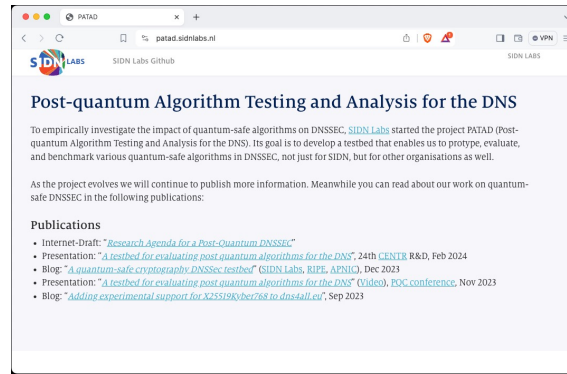 PATAD
patad.sidnlabs.nl
VPN
SIDN LABS
SIDN Labs Github
SIDN LABS
Post-quantum Algorithm Testing and Analysis for the DNS
To empirically investigate the impact of quantum-safe algorithms on DNSSEC, SIDN Labs started the project PATAD (Post-
quantum Algorithm Testing and Analysis for the DNS). Its goal is to develop a testbed that enables us to protype, evaluate,
and benchmark various quantum-safe algorithms in DNSSEC, not just for SIDN, but for other organisations as well.
As the project evolves we will continue to publish more information. Meanwhile you can read about our work on quantum-
safe DNSSEC in the following publications:
Publications
• Internet-Draft: "Research Agenda for a Post-Quantum DNSSEC"
• Presentation: "A testbed for evaluating post quantum algorithms for the DNS", 24th CENTR R&D, Feb 2024
• Blog: "A quantum-safe cryptography DNSSec testbed" (SIDN Labs, RIPE, APNIC), Dec 2023
• Presentation: "A testbed for evaluating post quantum algorithms for the DNS" (Video), PQC conference, Nov 2023
• Blog: "Adding experimental support for X25519Kyber768 to dns4all.eu", Sep 2023